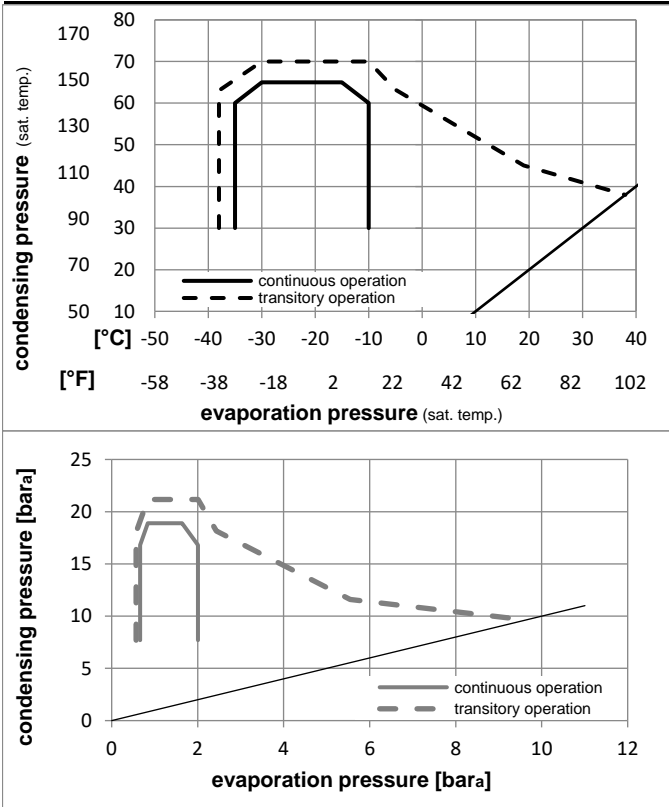 condensing pressure (sat. temp.)
170
150
130
110
90
70
50
80
70
60
50
40
30
20
10
continuous operation
transitory operation
[°C] -50 -40 -30 -20 -10 0 10 20 30 40
[°F] -58 -38 -18 2 22 42 62 82 102
evaporation pressure (sat. temp.)
condensing pressure [bara]
25
20
15
10
5
0
continuous operation
transitory operation
0 2 4 6 8 10 12
evaporation pressure [bara]